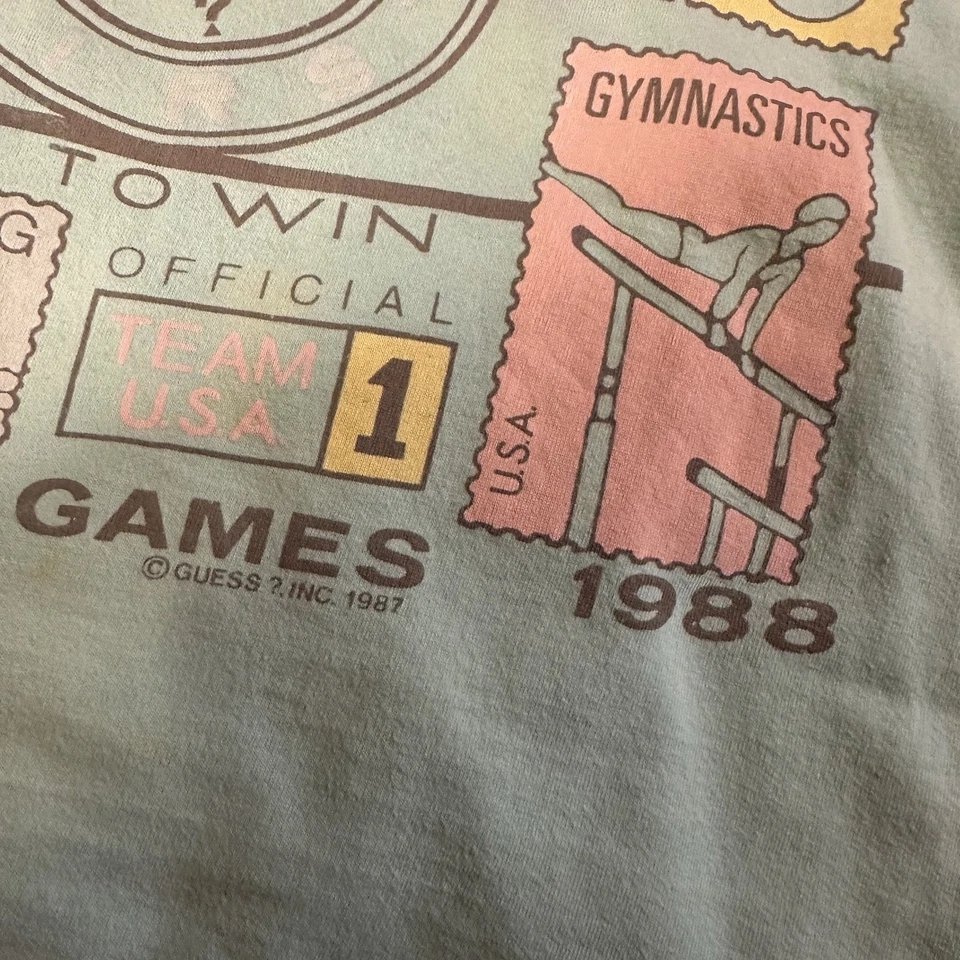 ?
R S
GYMNASTICS
TO WIN
G
OFFICIAL
TEAM
U.S.A.
1
U.S.A.
GAMES
© GUESS ?, INC. 1987
1988